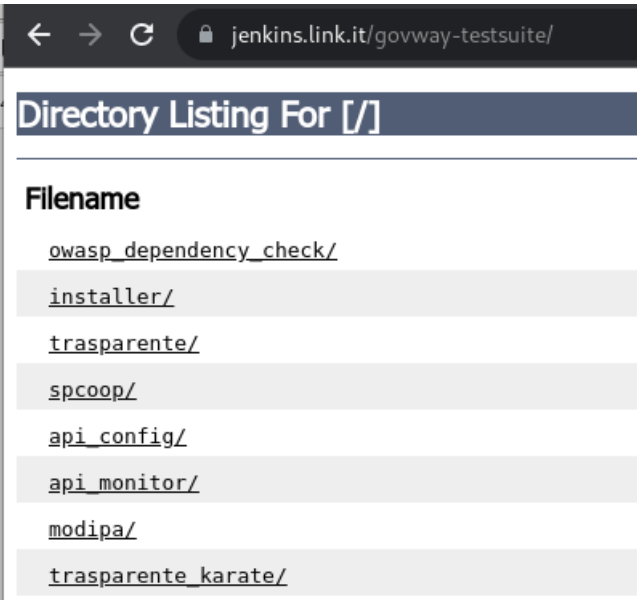 jenkins.link.it/govway-testsuite/
Directory Listing For [/]
Filename
owasp_dependency_check/
installer/
trasparente/
spcoop/
api_config/
api_monitor/
modipa/
trasparente_karate/